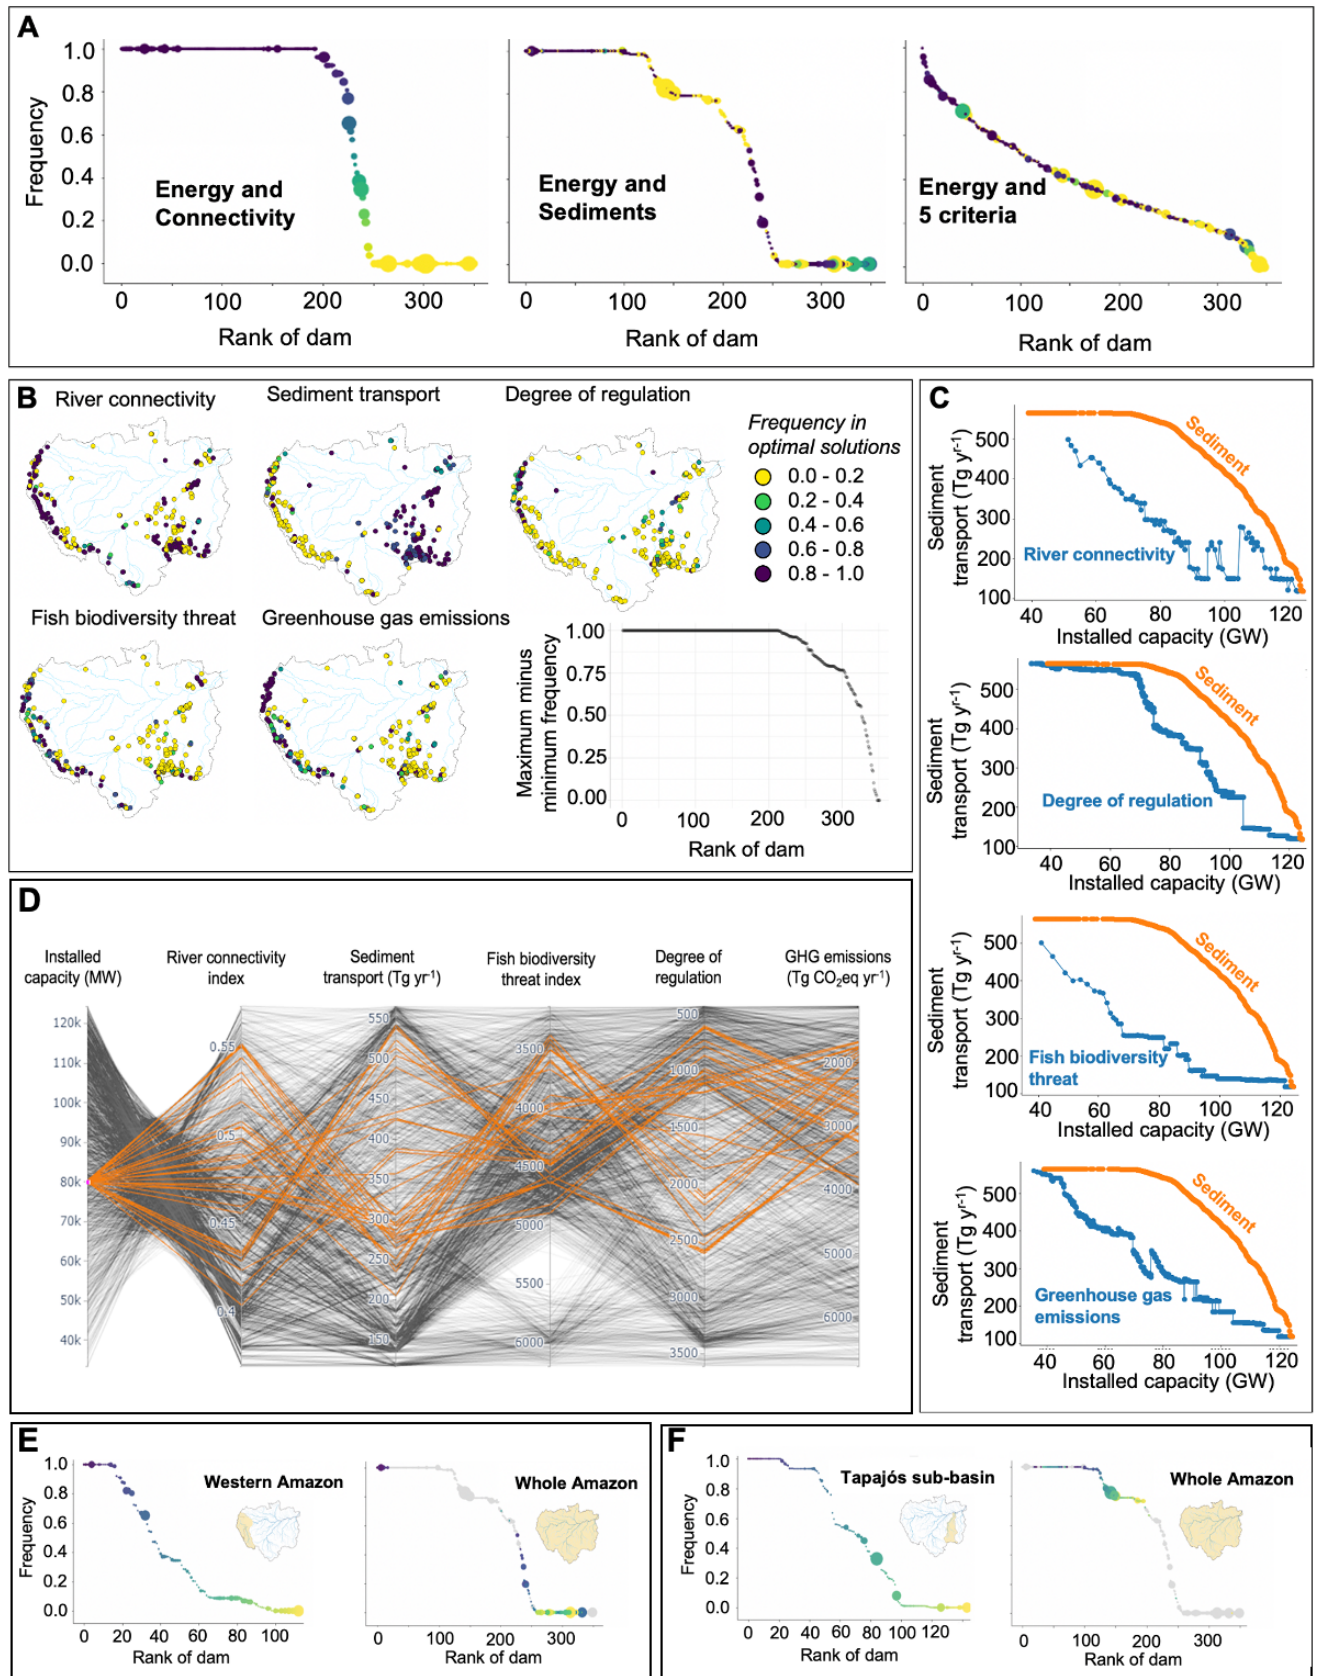 A
Frequency
1.0
0.8
0.6
0.4
0.2
0.0
Energy and
Connectivity
0 100 200 300
Rank of dam
Energy and
Sediments
0 100 200 300
Rank of dam
Energy and
5 criteria
0 100 200 300
Rank of dam
B
River connectivity
Sediment transport
Degree of regulation
Frequency in
optimal solutions
0.0 - 0.2
0.2 - 0.4
0.4 - 0.6
0.6 - 0.8
0.8 - 1.0
Fish biodiversity threat
Greenhouse gas emissions
Maximum minus
minimum frequency
1.00
0.75
0.50
0.25
0.00
0 100 200 300
Rank of dam
C
Sediment
transport (Tg yr-1)
500
400
300
200
100
Sediment
River connectivity
40 60 80 100 120
Installed capacity (GW)
Sediment
transport (Tg yr-1)
500
400
300
200
100
Sediment
Degree of regulation
40 60 80 100 120
Installed capacity (GW)
Sediment
transport (Tg yr-1)
500
400
300
200
100
Sediment
Fish biodiversity
threat
40 60 80 100 120
Installed capacity (GW)
Sediment
transport (Tg yr-1)
500
400
300
200
100
Sediment
Greenhouse gas
emissions
40 60 80 100 120
Installed capacity (GW)
D
Installed
capacity (MW)
River connectivity
index
Sediment
transport (Tg yr-1)
Fish biodiversity
threat index
Degree of
regulation
GHG emissions
(Tg CO2eq yr-1)
120k
110k
100k
90k
80k
70k
60k
50k
40k
0.55
0.5
0.45
0.4
550
500
450
400
350
300
250
200
150
3500
4000
4500
5000
5500
6000
500
1000
1500
2000
2500
3000
3500
2000
3000
4000
5000
6000
E
Frequency
1.0
0.8
0.6
0.4
0.2
0.0
Western Amazon
0 20 40 60 80 100
Rank of dam
Whole Amazon
0 100 200 300
Rank of dam
F
Frequency
1.0
0.8
0.6
0.4
0.2
0.0
Tapajós sub-basin
0 20 40 60 80 100 120
Rank of dam
Whole Amazon
0 100 200 300
Rank of dam